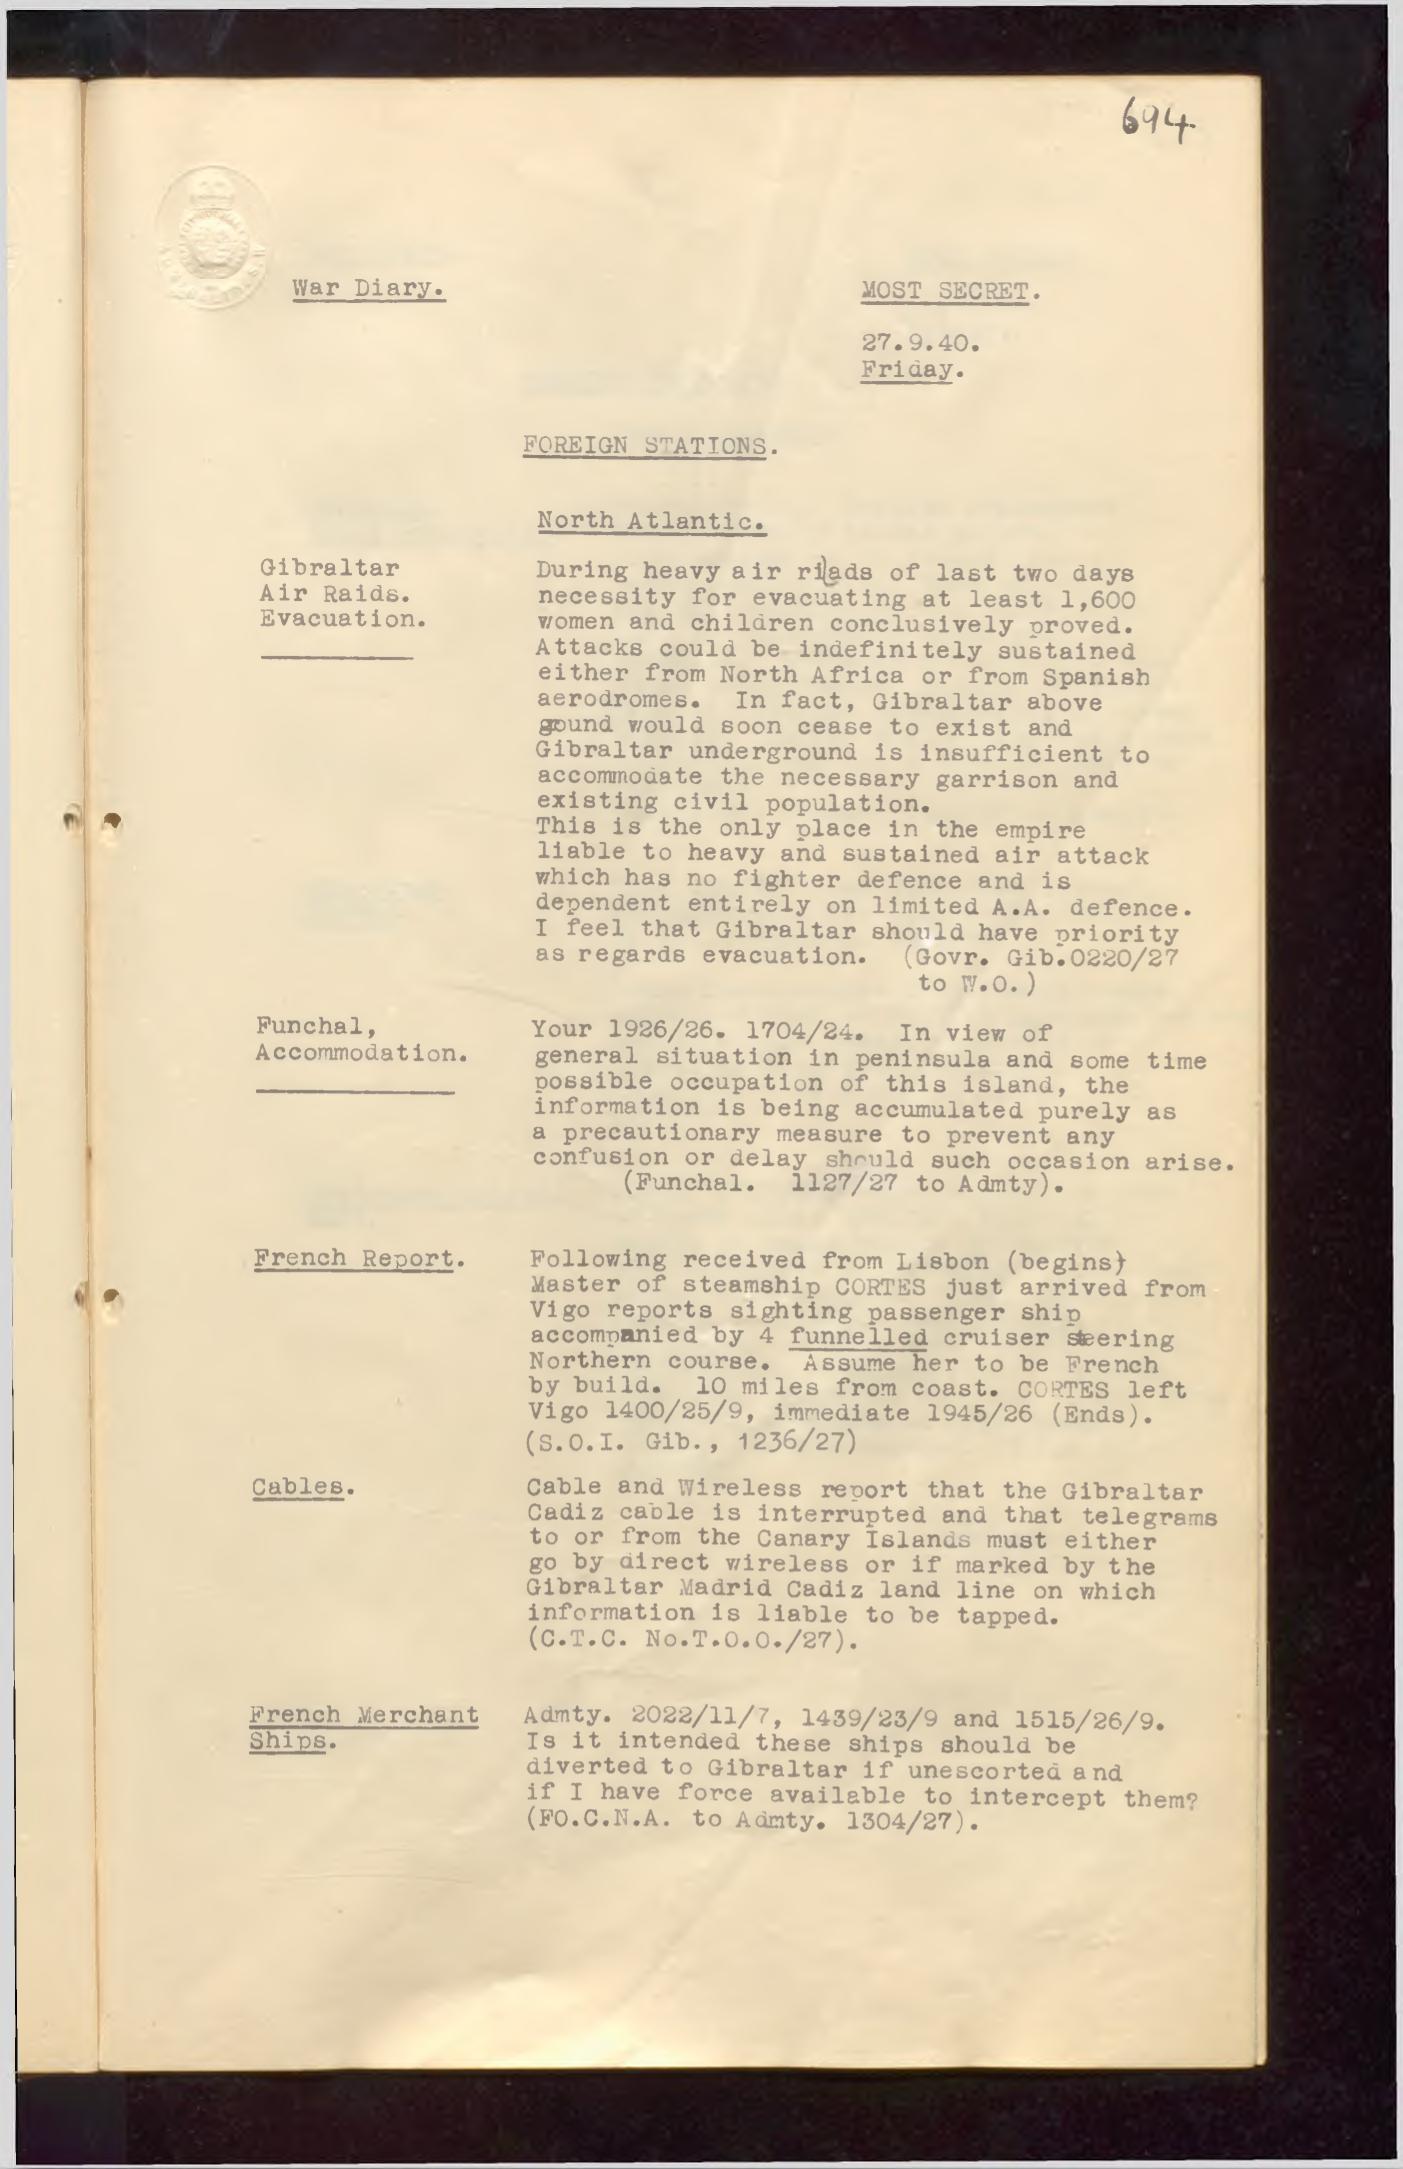 694
War Diary.
MOST SECRET.
27.9.40.
Friday.
FOREIGN STATIONS.
North Atlantic.
Gibraltar
Air Raids.
Evacuation.
During heavy air riads of last two days
necessity for evacuating at least 1,600
women and children conclusively proved.
Attacks could be indefinitely sustained
either from North Africa or from Spanish
aerodromes. In fact, Gibraltar above
gound would soon cease to exist and
Gibraltar underground is insufficient to
accommodate the necessary garrison and
existing civil population.
This is the only place in the empire
liable to heavy and sustained air attack
which has no fighter defence and is
dependent entirely on limited A.A. defence.
I feel that Gibraltar should have priority
as regards evacuation. (Govr. Gib.0220/27
to W.O.)
Funchal,
Accommodation.
Your 1926/26. 1704/24. In view of
general situation in peninsula and some time
possible occupation of this island, the
information is being accumulated purely as
a precautionary measure to prevent any
confusion or delay should such occasion arise.
(Funchal. 1127/27 to Admty).
French Report.
Following received from Lisbon (begins)
Master of steamship CORTES just arrived from
Vigo reports sighting passenger ship
accompanied by 4 funnelled cruiser steering
Northern course. Assume her to be French
by build. 10 miles from coast. CORTES left
Vigo 1400/25/9, immediate 1945/26 (Ends).
(S.O.I. Gib., 1236/27)
Cables.
Cable and Wireless report that the Gibraltar
Cadiz cable is interrupted and that telegrams
to or from the Canary Islands must either
go by direct wireless or if marked by the
Gibraltar Madrid Cadiz land line on which
information is liable to be tapped.
(C.T.C. No.T.O.O./27).
French Merchant
Ships.
Admty. 2022/11/7, 1439/23/9 and 1515/26/9.
Is it intended these ships should be
diverted to Gibraltar if unescorted and
if I have force available to intercept them?
(FO.C.N.A. to Admty. 1304/27).